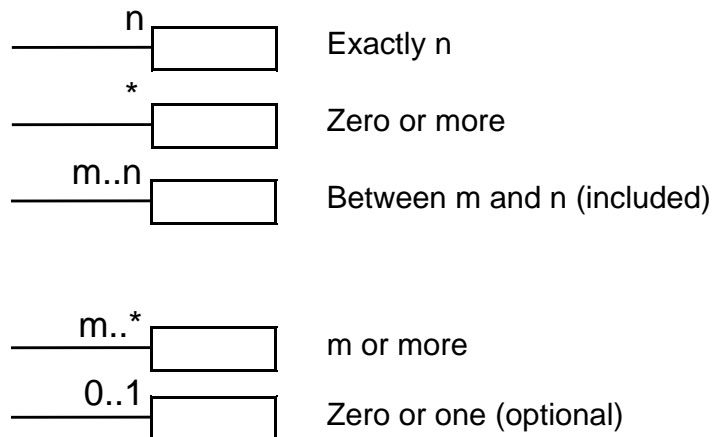 n
Exactly n
*
Zero or more
m..n
Between m and n (included)
m..*
m or more
0..1
Zero or one (optional)